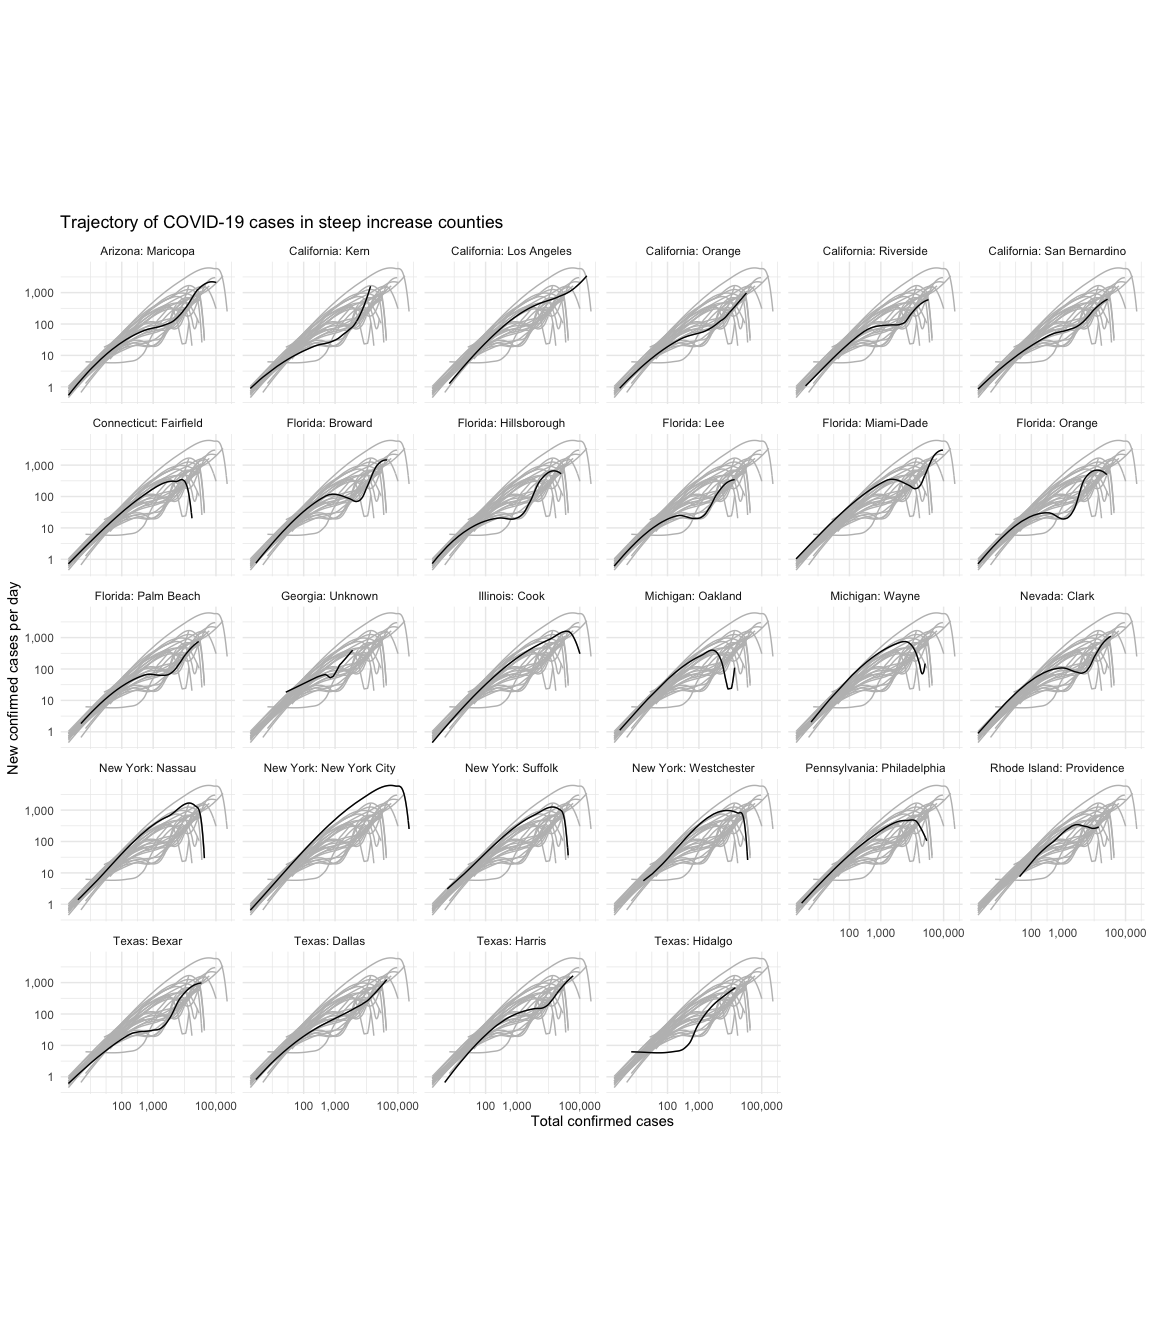 Trajectory of COVID-19 cases in steep increase counties
Arizona: Maricopa
California: Kern
California: Los Angeles
California: Orange
California: Riverside
California: San Bernardino
1,000
100
10
1
Connecticut: Fairfield
Florida: Broward
Florida: Hillsborough
Florida: Lee
Florida: Miami-Dade
Florida: Orange
1,000
100
10
1
New confirmed cases per day
Florida: Palm Beach
Georgia: Unknown
Illinois: Cook
Michigan: Oakland
Michigan: Wayne
Nevada: Clark
1,000
100
10
1
New York: Nassau
New York: New York City
New York: Suffolk
New York: Westchester
Pennsylvania: Philadelphia
Rhode Island: Providence
1,000
100
10
1
100 1,000 100,000
100 1,000 100,000
Texas: Bexar
Texas: Dallas
Texas: Harris
Texas: Hidalgo
1,000
100
10
1
100 1,000 100,000
100 1,000 100,000
100 1,000 100,000
100 1,000 100,000
Total confirmed cases